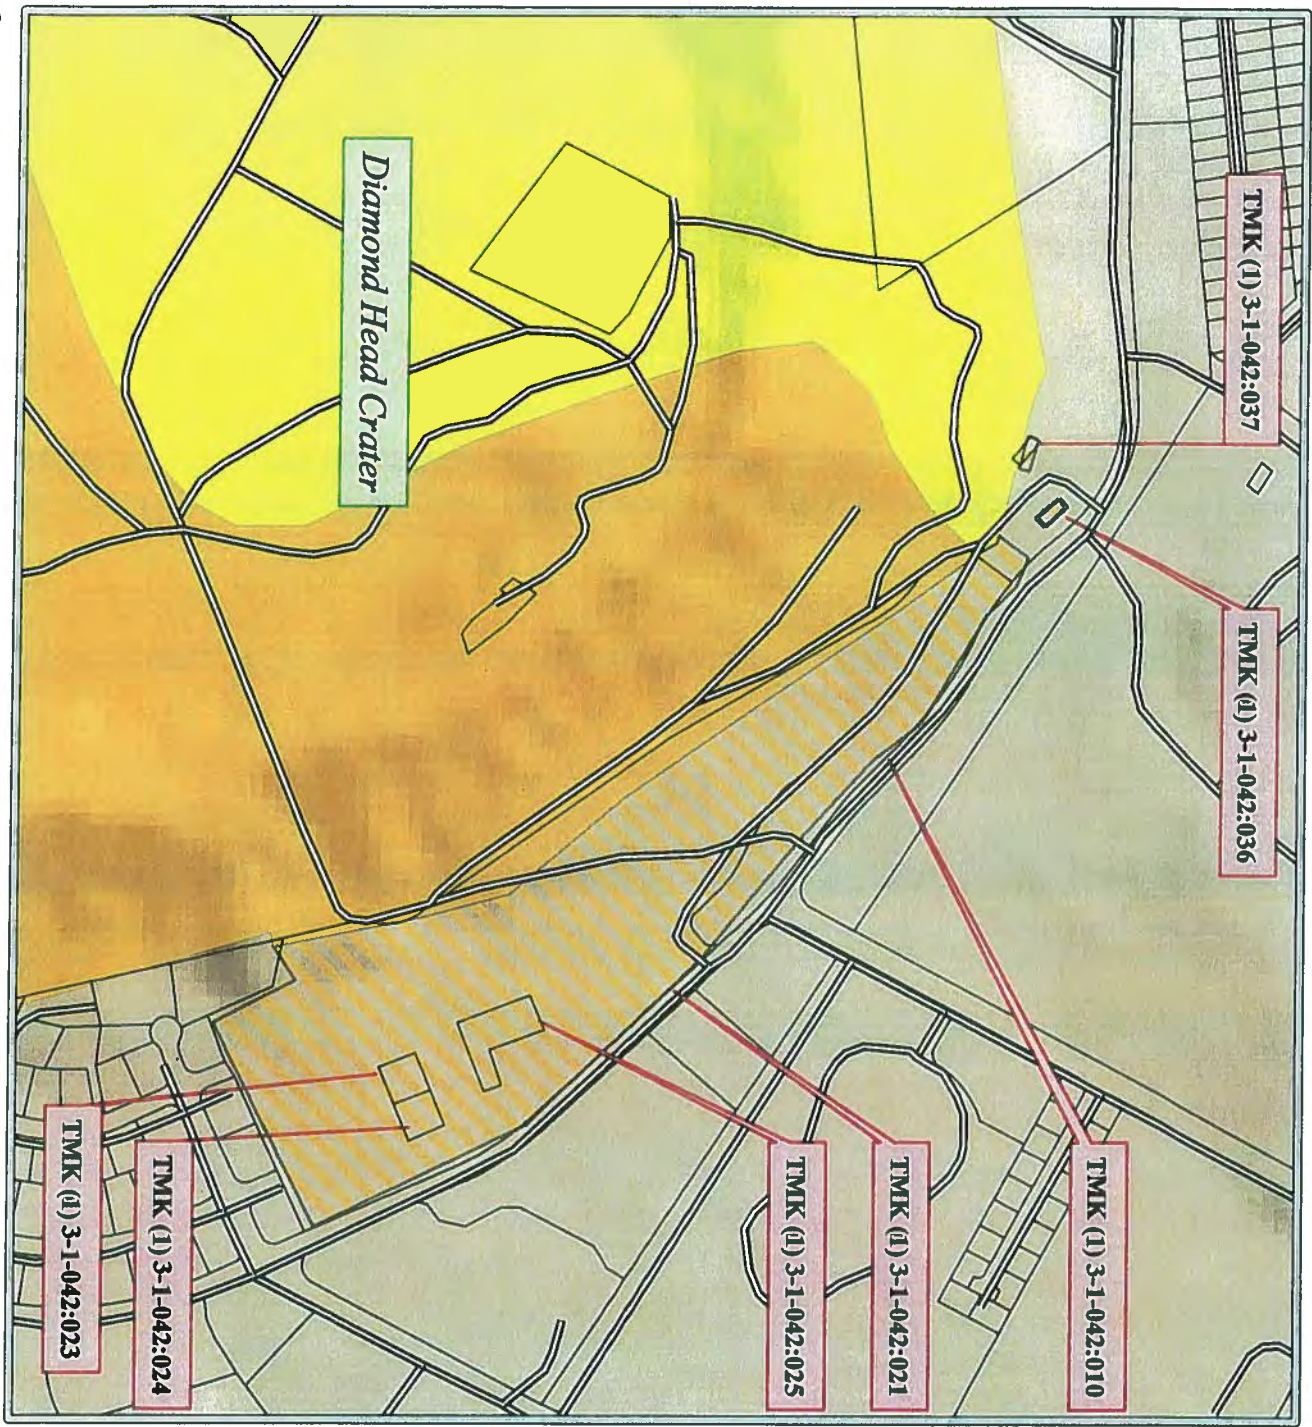 TMK (1) 3-1-042:037
TMK (1) 3-1-042:036
Diamond Head Crater
TMK (1) 3-1-042:010
TMK (1) 3-1-042:021
TMK (1) 3-1-042:025
TMK (1) 3-1-042:024
TMK (1) 3-1-042:023